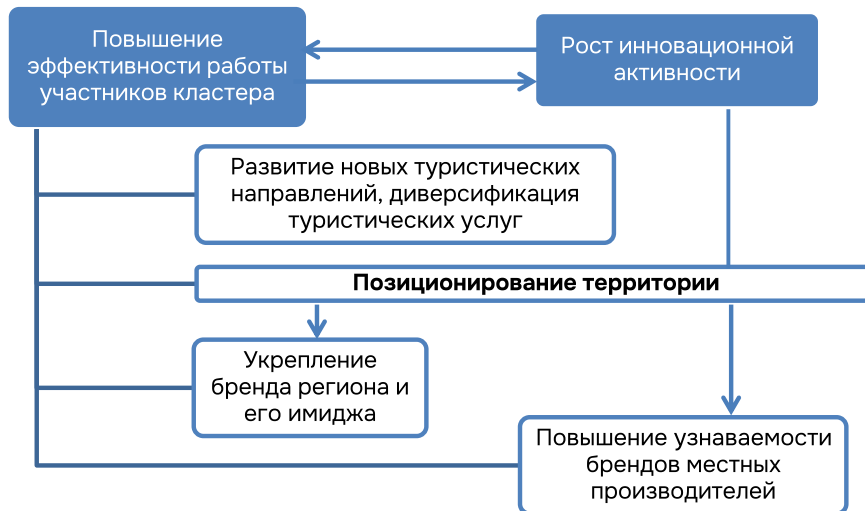 Повышение
эффективности работы
участников кластера
Рост инновационной
активности
Развитие новых туристических
направлений, диверсификация
туристических услуг
Позиционирование территории
Укрепление
бренда региона и
его имиджа
Повышение узнаваемости
брендов местных
производителей